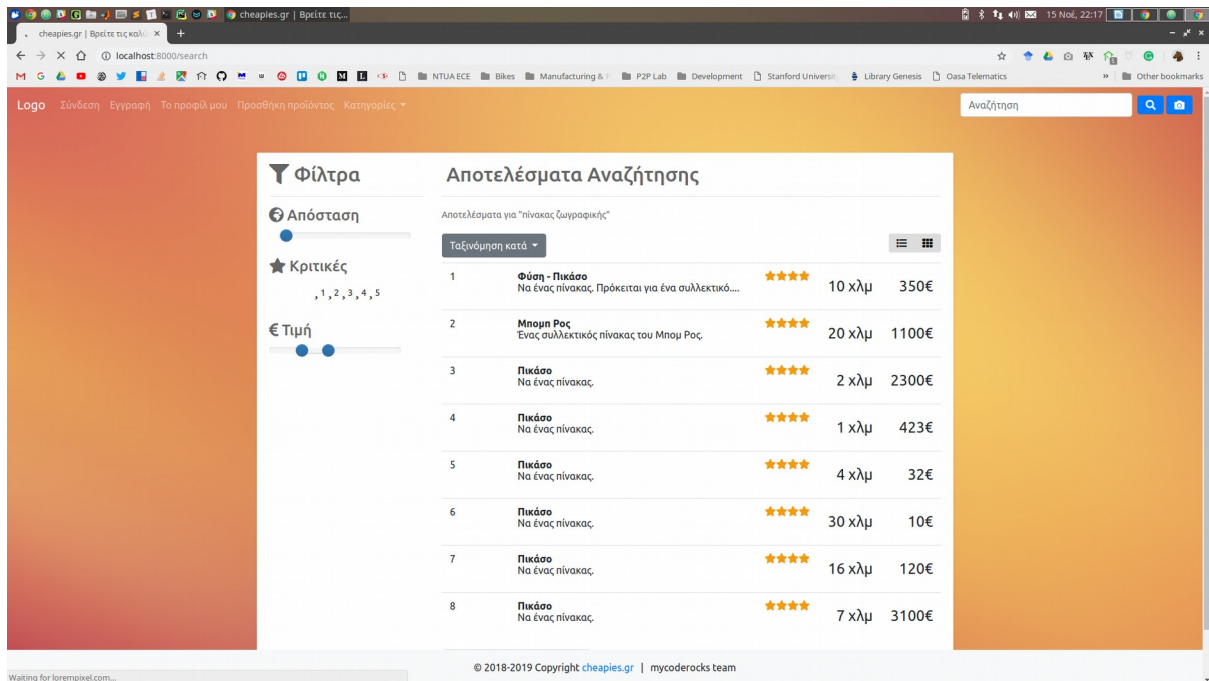 cheapies.gr | Βρείτε τις...
15 Νοέ, 22:17
cheapies.gr | Βρείτε τις καλύ
localhost:8000/search
NTUA ECE Bikes Manufacturing & P P2P Lab Development Stanford Universit Library Genesis Oasa Telematics » Other bookmarks
Logo Σύνδεση Εγγραφή Το προφίλ μου Προσθήκη προϊόντος Κατηγορίες
Αναζήτηση
Φίλτρα
Απόσταση
Κριτικές
,1,2,3,4,5
€ Τιμή
Αποτελέσματα Αναζήτησης
Αποτελέσματα για "πίνακας ζωγραφικής"
Ταξινόμηση κατά
1 Φύση - Πικάσο 10 χλμ 350€
Να ένας πίνακας. Πρόκειται για ένα συλλεκτικό....
2 Μπομπ Ρος 20 χλμ 1100€
Ένας συλλεκτικός πίνακας του Μπομ Ρος.
3 Πικάσο 2 χλμ 2300€
Να ένας πίνακας.
4 Πικάσο 1 χλμ 423€
Να ένας πίνακας.
5 Πικάσο 4 χλμ 32€
Να ένας πίνακας.
6 Πικάσο 30 χλμ 10€
Να ένας πίνακας.
7 Πικάσο 16 χλμ 120€
Να ένας πίνακας.
8 Πικάσο 7 χλμ 3100€
Να ένας πίνακας.
© 2018-2019 Copyright cheapies.gr | mycoderocks team
Waiting for lorempixel.com...